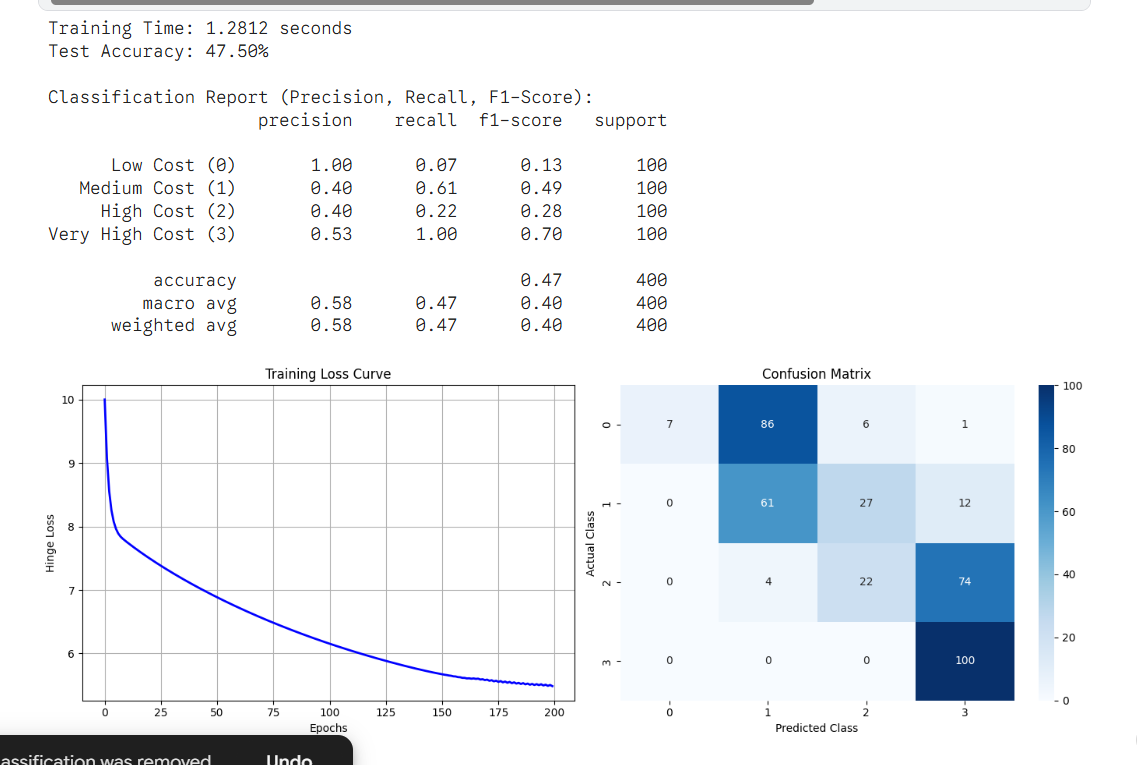 Training Time: 1.2812 seconds
Test Accuracy: 47.50%
Classification Report (Precision, Recall, F1-Score):
precision recall f1-score support
Low Cost (0) 1.00 0.07 0.13 100
Medium Cost (1) 0.40 0.61 0.49 100
High Cost (2) 0.40 0.22 0.28 100
Very High Cost (3) 0.53 1.00 0.70 100
accuracy 0.47 400
macro avg 0.58 0.47 0.40 400
weighted avg 0.58 0.47 0.40 400
Training Loss Curve
10
9
8
7
6
Hinge Loss
0 25 50 75 100 125 150 175 200
Epochs
Confusion Matrix
0 7 86 6 1
1 0 61 27 12
2 0 4 22 74
3 0 0 0 100
Actual Class
0 1 2 3
Predicted Class
100
80
60
40
20
0
assification was removed Undo